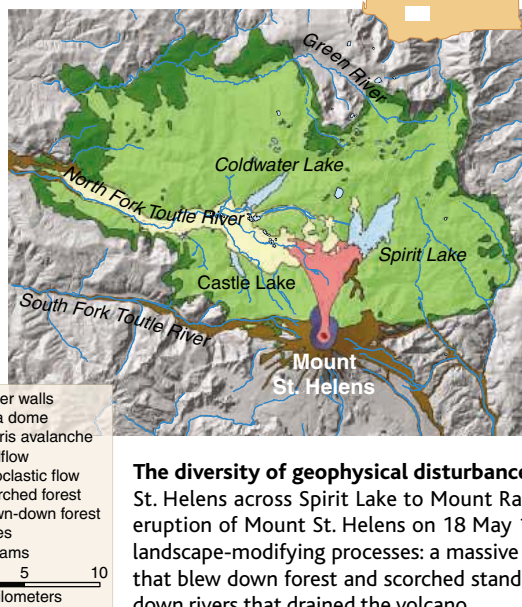 Green River
Coldwater Lake
North Fork Toutle River
Spirit Lake
Castle Lake
South Fork Toutle River
Mount
St. Helens
er walls
a dome
ris avalanche
flow
oclastic flow
rched forest
wn-down forest
es
ams
5 10
lometers
The diversity of geophysical disturbance
St. Helens across Spirit Lake to Mount Ra
eruption of Mount St. Helens on 18 May 1
landscape-modifying processes: a massive
that blew down forest and scorched stand
down rivers that drained the volcano